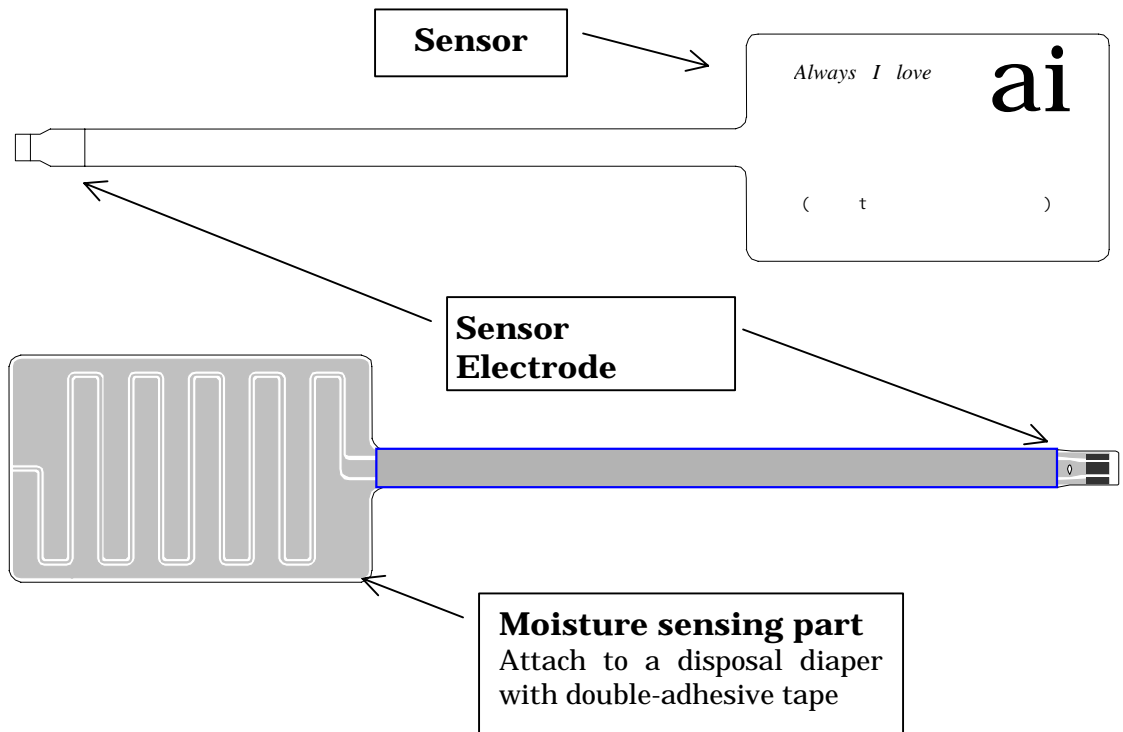 Sensor
Always I love
ai
( t )
Sensor
Electrode
Moisture sensing part
Attach to a disposal diaper
with double-adhesive tape